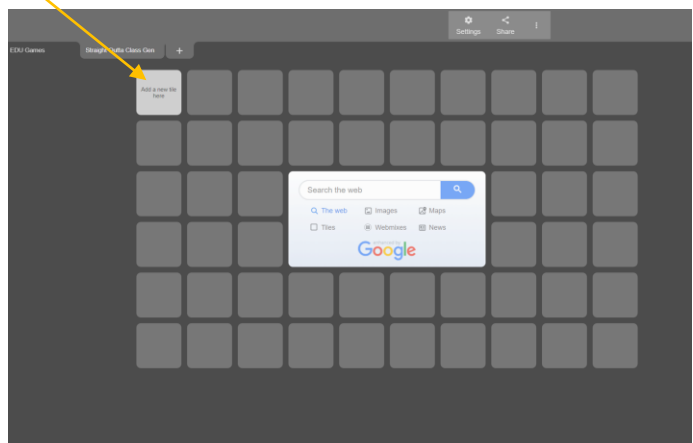 Settings Share
EDU Games Straight Outta Class Gen +
Add a new tile
here
Search the web
The web Images Maps
Tiles Webmixes News
Google